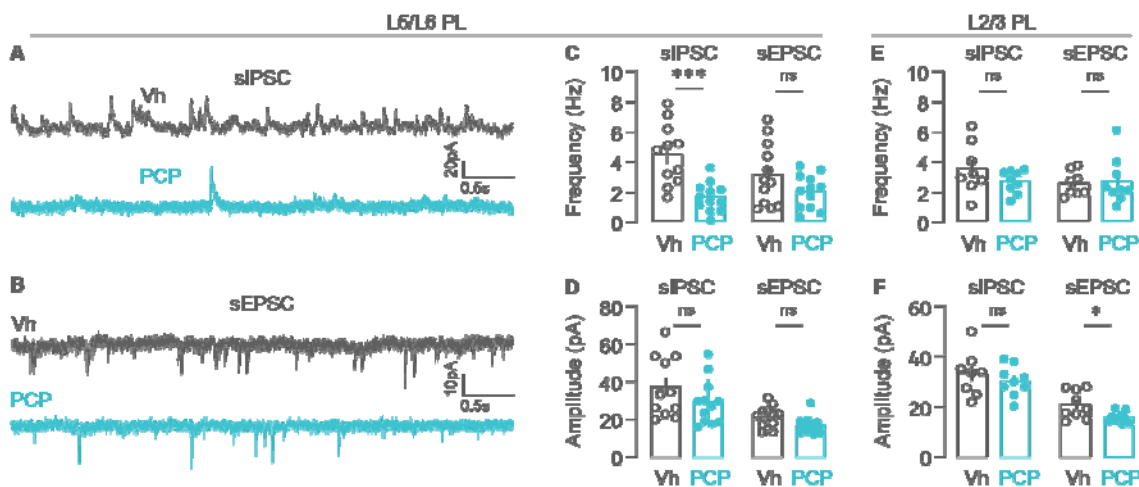 L5/L6 PL
L2/3 PL
A
sIPSC
Vh
20pA
0.5s
PCP
B
sEPSC
Vh
10pA
0.5s
PCP
C
sIPSC
sEPSC
***
ns
Frequency (Hz)
10
8
6
4
2
0
Vh PCP Vh PCP
D
sIPSC
sEPSC
ns
ns
Amplitude (pA)
80
60
40
20
0
Vh PCP Vh PCP
E
sIPSC
sEPSC
ns
ns
Frequency (Hz)
10
8
6
4
2
0
Vh PCP Vh PCP
F
sIPSC
sEPSC
ns
*
Amplitude (pA)
60
40
20
0
Vh PCP Vh PCP